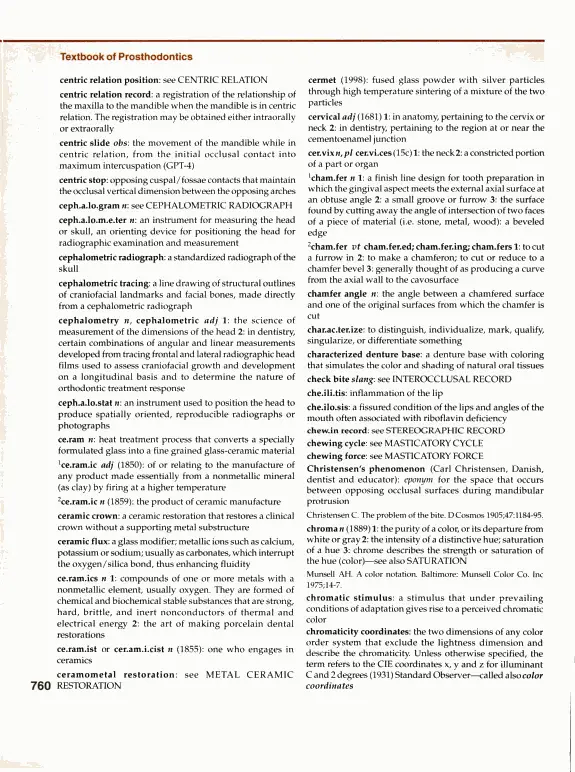 Textbook of Prosthodontics
centric relation position: see CENTRIC RELATION
centric relation record: a registration of the relationship of
the maxilla to the mandible when the mandible is in centric
relation. The registration may be obtained either intraorally
or extraorally
centric slide obs: the movement of the mandible while in
centric relation, from the initial occlusal contact into
maximum intercuspation (GPT-4)
centric stop: opposing cuspal/fossae contacts that maintain
the occlusal vertical dimension between the opposing arches
ceph.a.lo.gram n: see CEPHALOMETRIC RADIOGRAPH
ceph.a.lo.m.e.ter n: an instrument for measuring the head
or skull, an orienting device for positioning the head for
radiographic examination and measurement
cephalometric radiograph: a standardized radiograph of the
skull
cephalometric tracing: a line drawing of structural outlines
of craniofacial landmarks and facial bones, made directly
from a cephalometric radiograph
cephalometry n, cephalometric adj 1: the science of
measurement of the dimensions of the head 2: in dentistry,
certain combinations of angular and linear measurements
developed from tracing frontal and lateral radiographic head
films used to assess craniofacial growth and development
on a longitudinal basis and to determine the nature of
orthodontic treatment response
ceph.a.lo.stat n: an instrument used to position the head to
produce spatially oriented, reproducible radiographs or
photographs
ce.ram n: heat treatment process that converts a specially
formulated glass into a fine grained glass-ceramic material
¹ce.ram.ic adj (1850): of or relating to the manufacture of
any product made essentially from a nonmetallic mineral
(as clay) by firing at a higher temperature
²ce.ram.ic n (1859): the product of ceramic manufacture
ceramic crown: a ceramic restoration that restores a clinical
crown without a supporting metal substructure
ceramic flux: a glass modifier; metallic ions such as calcium,
potassium or sodium; usually as carbonates, which interrupt
the oxygen/silica bond, thus enhancing fluidity
ce.ram.ics n 1: compounds of one or more metals with a
nonmetallic element, usually oxygen. They are formed of
chemical and biochemical stable substances that are strong,
hard, brittle, and inert nonconductors of thermal and
electrical energy 2: the art of making porcelain dental
restorations
ce.ram.ist or cer.am.i.cist n (1855): one who engages in
ceramics
ceramometal restoration: see METAL CERAMIC
RESTORATION
760
cermet (1998): fused glass powder with silver particles
through high temperature sintering of a mixture of the two
particles
cervical adj (1681) 1: in anatomy, pertaining to the cervix or
neck 2: in dentistry, pertaining to the region at or near the
cementoenamel junction
cer.vix n, pl cer.vi.ces (15c) 1: the neck 2: a constricted portion
of a part or organ
¹cham.fer n 1: a finish line design for tooth preparation in
which the gingival aspect meets the external axial surface at
an obtuse angle 2: a small groove or furrow 3: the surface
found by cutting away the angle of intersection of two faces
of a piece of material (i.e. stone, metal, wood): a beveled
edge
²cham.fer vt cham.fer.ed; cham.fer.ing; cham.fers 1: to cut
a furrow in 2: to make a chamferon; to cut or reduce to a
chamfer bevel 3: generally thought of as producing a curve
from the axial wall to the cavosurface
chamfer angle n: the angle between a chamfered surface
and one of the original surfaces from which the chamfer is
cut
char.ac.ter.ize: to distinguish, individualize, mark, qualify,
singularize, or differentiate something
characterized denture base: a denture base with coloring
that simulates the color and shading of natural oral tissues
check bite slang: see INTEROCCLUSAL RECORD
che.ili.tis: inflammation of the lip
che.ilo.sis: a fissured condition of the lips and angles of the
mouth often associated with riboflavin deficiency
chew.in record: see STEREOGRAPHIC RECORD
chewing cycle: see MASTICATORY CYCLE
chewing force: see MASTICATORY FORCE
Christensen's phenomenon (Carl Christensen, Danish,
dentist and educator): eponym for the space that occurs
between opposing occlusal surfaces during mandibular
protrusion
Christensen C. The problem of the bite. D Cosmos 1905;47:1184-95.
chroma n (1889) 1: the purity of a color, or its departure from
white or gray 2: the intensity of a distinctive hue; saturation
of a hue 3: chrome describes the strength or saturation of
the hue (color)—see also SATURATION
Munsell AH. A color notation. Baltimore: Munsell Color Co. Inc
1975;14-7.
chromatic stimulus: a stimulus that under prevailing
conditions of adaptation gives rise to a perceived chromatic
color
chromaticity coordinates: the two dimensions of any color
order system that exclude the lightness dimension and
describe the chromaticity. Unless otherwise specified, the
term refers to the CIE coordinates x, y and z for illuminant
C and 2 degrees (1931) Standard Observer—called also color
coordinates